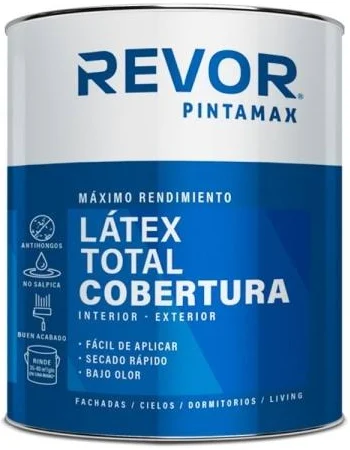 REVOR®
PINTAMAX
MÁXIMO RENDIMIENTO
LÁTEX
TOTAL
COBERTURA
INTERIOR - EXTERIOR
• FÁCIL DE APLICAR
• SECADO RÁPIDO
• BAJO OLOR
ANTIHONGOS
NO SALPICA
BUEN ACABADO
RINDE
FACHADAS / CIELOS / DORMITORIOS / LIVING